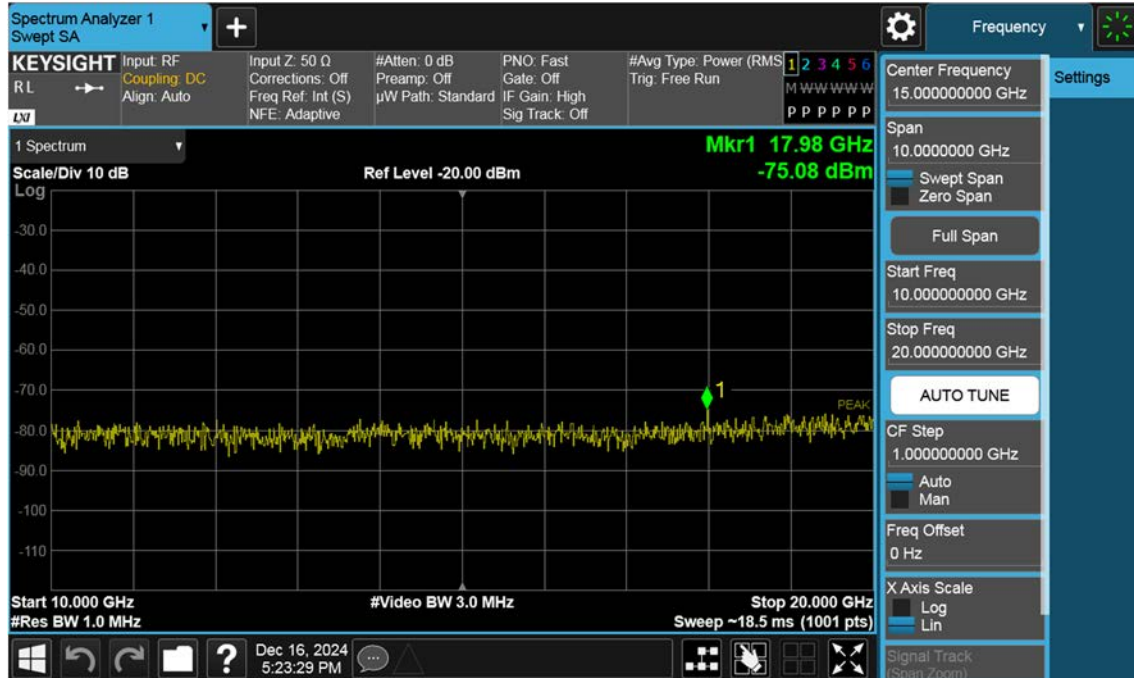 Spectrum Analyzer 1
Swept SA
Frequency
KEYSIGHT
R L
LXI
Input: RF
Coupling: DC
Align: Auto
Input Z: 50 Ω
Corrections: Off
Freq Ref: Int (S)
NFE: Adaptive
#Atten: 0 dB
Preamp: Off
µW Path: Standard
PNO: Fast
Gate: Off
IF Gain: High
Sig Track: Off
#Avg Type: Power (RMS
Trig: Free Run
1 2 3 4 5 6
M W W W W W
P P P P P P
1 Spectrum
Scale/Div 10 dB
Ref Level -20.00 dBm
Mkr1 17.98 GHz
-75.08 dBm
Log
-30.0
-40.0
-50.0
-60.0
-70.0
-80.0
-90.0
-100
-110
1
PEAK
Start 10.000 GHz
#Video BW 3.0 MHz
Stop 20.000 GHz
#Res BW 1.0 MHz
Sweep ~18.5 ms (1001 pts)
Dec 16, 2024
5:23:29 PM
Center Frequency
15.000000000 GHz
Settings
Span
10.0000000 GHz
Swept Span
Zero Span
Full Span
Start Freq
10.000000000 GHz
Stop Freq
20.000000000 GHz
AUTO TUNE
CF Step
1.000000000 GHz
Auto
Man
Freq Offset
0 Hz
X Axis Scale
Log
Lin
Signal Track
(Span Zoom)